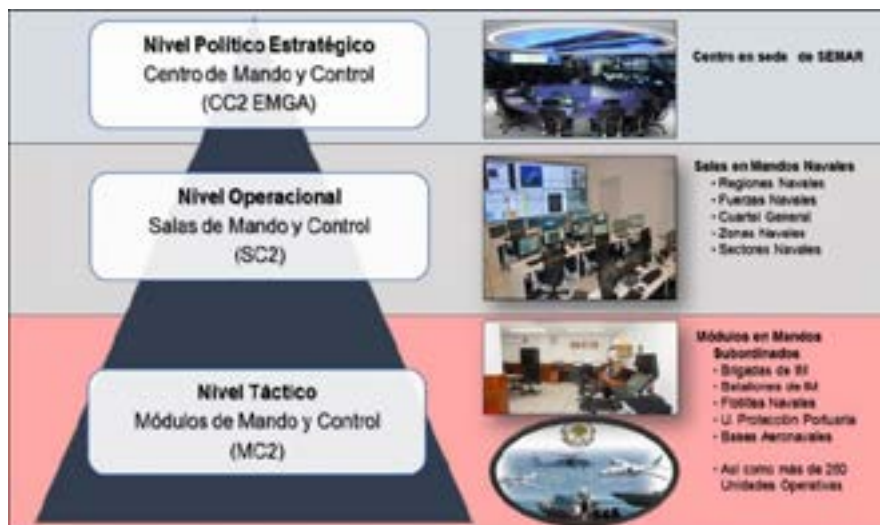 Nivel Político Estratégico
Centro de Mando y Control
(CC2 EMGA)
Centro en sede de SEMAR
Nivel Operacional
Salas de Mando y Control
(SC2)
Salas en Mandos Navales
• Regiones Navales
• Fuerzas Navales
• Cuartel General
• Zonas Navales
• Sectores Navales
Nivel Táctico
Módulos de Mando y Control
(MC2)
Módulos en Mandos
Subordinados
• Brigadas de IM
• Batallones de IM
• Flotillas Navales
• U. Protección Portuaria
• Bases Aeronavales
• Así como más de 250
Unidades Operativas